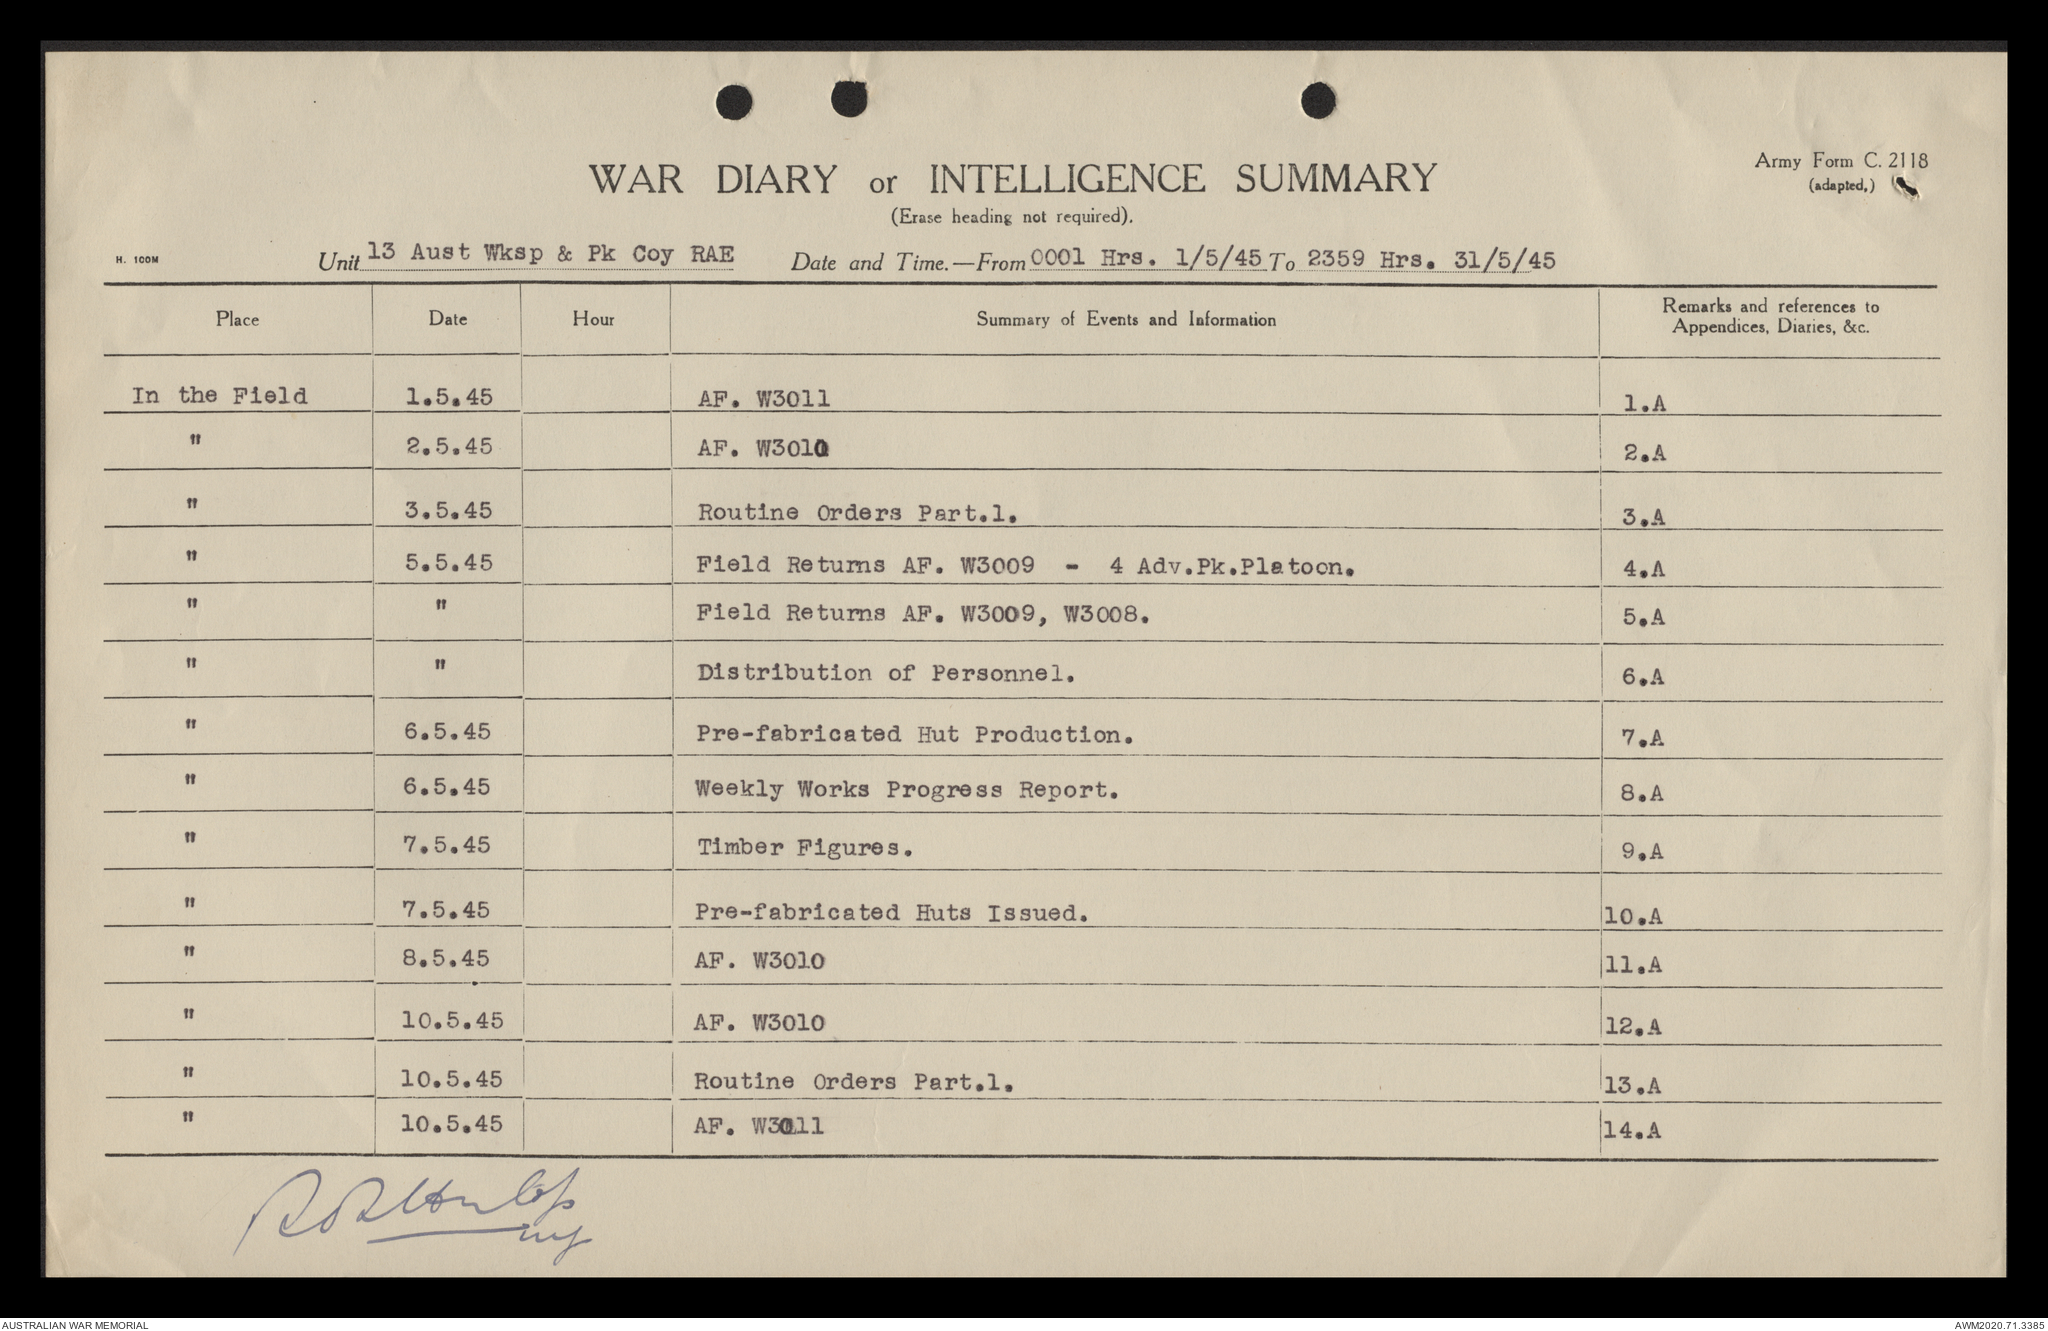 Army Form C. 2118
(adapted.)
WAR DIARY or INTELLIGENCE SUMMARY
(Erase heading not required).
H. 100M
Unit 13 Aust Wksp & Pk Coy RAE Date and Time.—From 0001 Hrs. 1/5/45 To 2359 Hrs. 31/5/45
Place Date Hour Summary of Events and Information Remarks and references to
Appendices, Diaries, &c.
In the Field 1.5.45 AF. W3011 1.A
" 2.5.45 AF. W3010 2.A
" 3.5.45 Routine Orders Part.1. 3.A
" 5.5.45 Field Returns AF. W3009 - 4 Adv.Pk.Platoon. 4.A
" " Field Returns AF. W3009, W3008. 5.A
" " Distribution of Personnel. 6.A
" 6.5.45 Pre-fabricated Hut Production. 7.A
" 6.5.45 Weekly Works Progress Report. 8.A
" 7.5.45 Timber Figures. 9.A
" 7.5.45 Pre-fabricated Huts Issued. 10.A
" 8.5.45 AF. W3010 11.A
" 10.5.45 AF. W3010 12.A
" 10.5.45 Routine Orders Part.1. 13.A
" 10.5.45 AF. W3011 14.A
AUSTRALIAN WAR MEMORIAL
AWM2020.71.3385